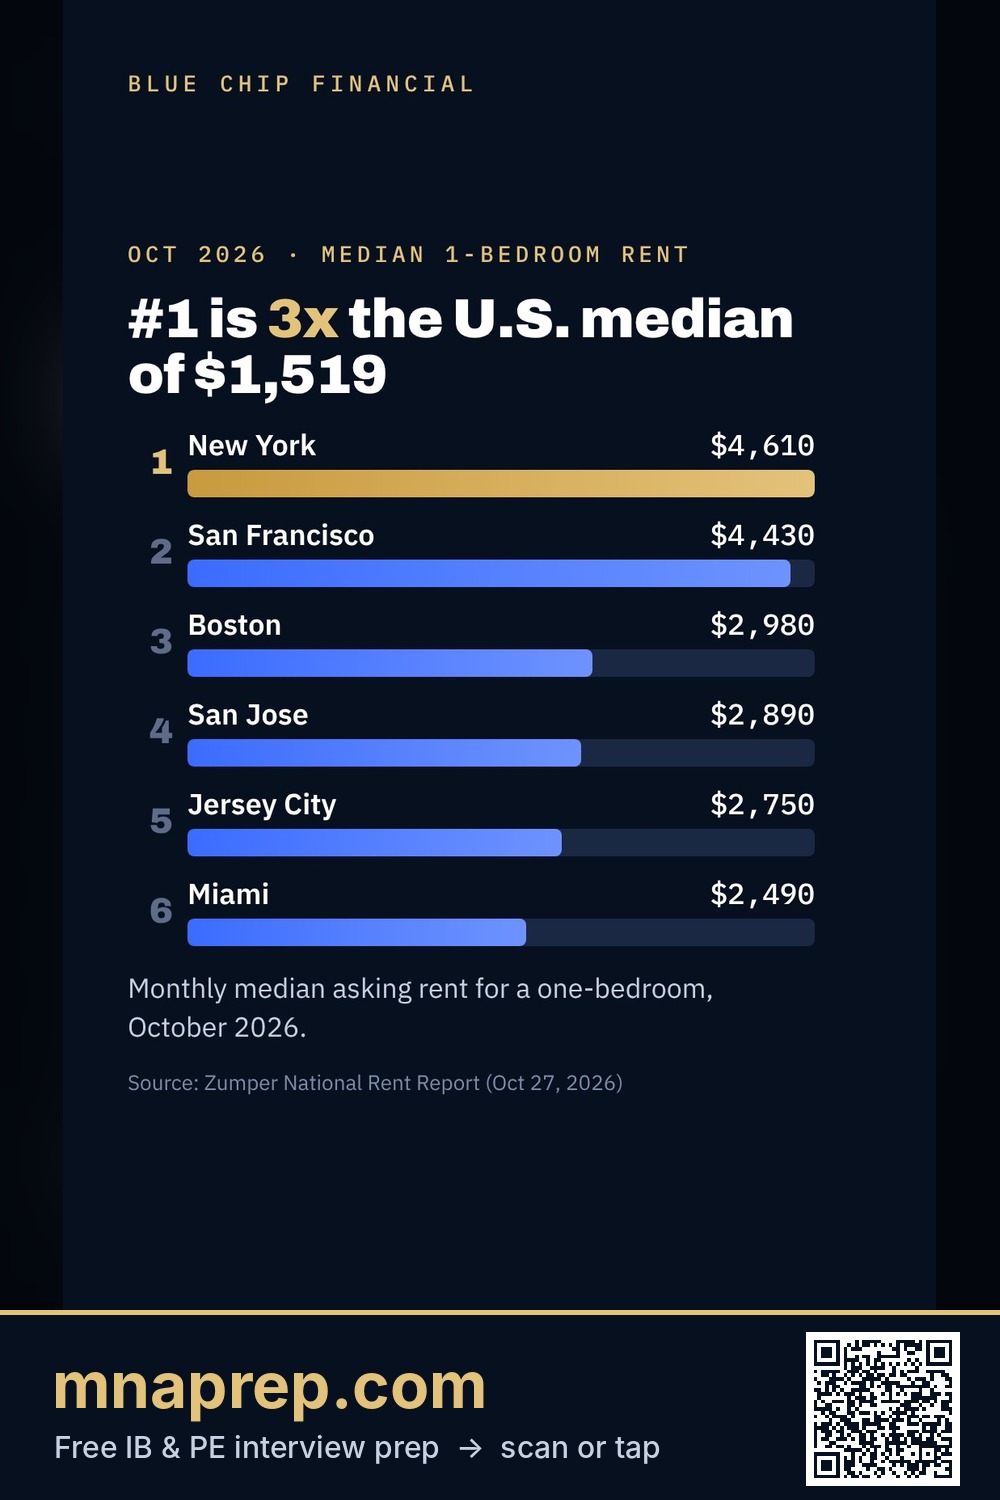 BLUE CHIP FINANCIAL
OCT 2026 · MEDIAN 1-BEDROOM RENT
#1 is 3x the U.S. median
of $1,519
1 New York $4,610
2 San Francisco $4,430
3 Boston $2,980
4 San Jose $2,890
5 Jersey City $2,750
6 Miami $2,490
Monthly median asking rent for a one-bedroom,
October 2026.
Source: Zumper National Rent Report (Oct 27, 2026)
mnaprep.com
Free IB & PE interview prep → scan or tap